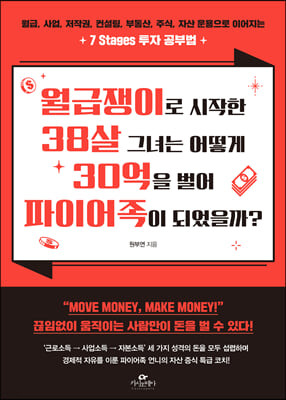 월급, 사업, 저작권, 컨설팅, 부동산, 주식, 자산 운용으로 이어지는
7 Stages 투자 공부법
월급쟁이로 시작한
38살 그녀는 어떻게
30억을 벌어
파이어족이 되었을까?
원부연 지음
“MOVE MONEY, MAKE MONEY!”
끊임없이 움직이는 사람만이 돈을 벌 수 있다!
‘근로소득 → 사업소득 → 자본소득’ 세 가지 성격의 돈을 모두 섭렵하며
경제적 자유를 이룬 파이어족 언니의 자산 증식 특급 코치!